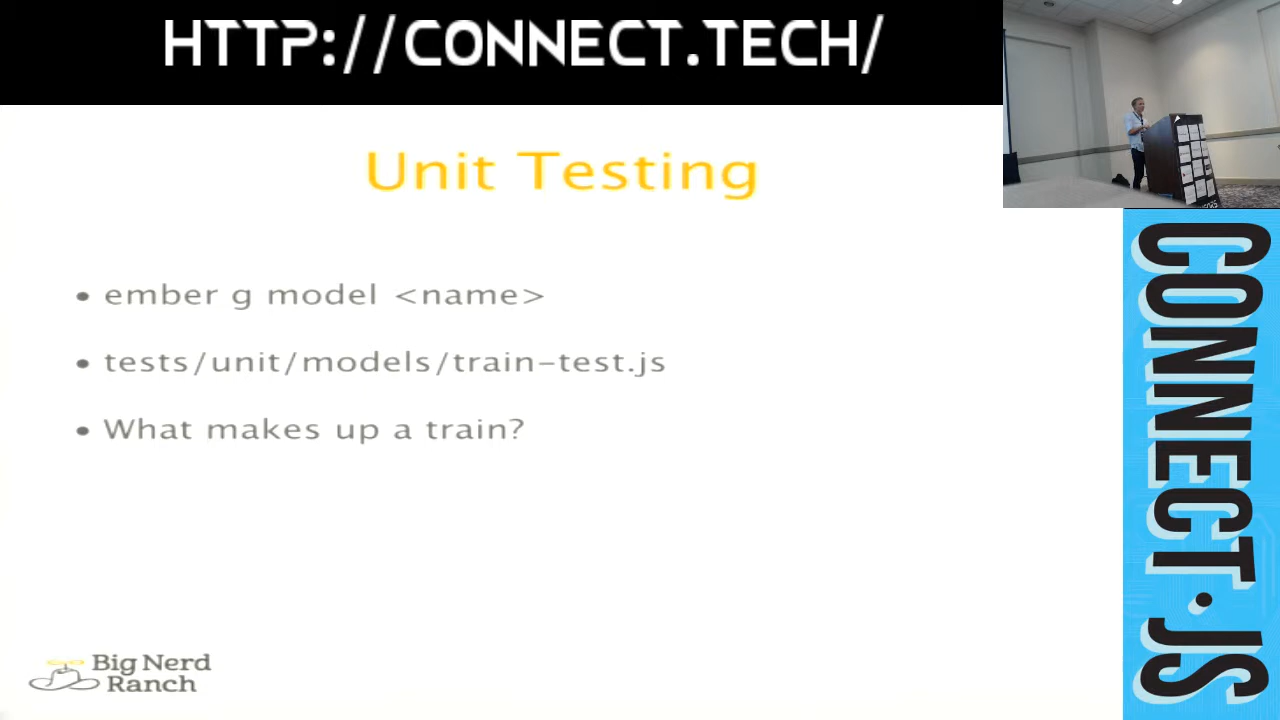 HTTP://CONNECT.TECH/
Unit Testing
• ember g model <name>
• tests/unit/models/train-test.js
• What makes up a train?
Big Nerd
Ranch
CONNECT·JS